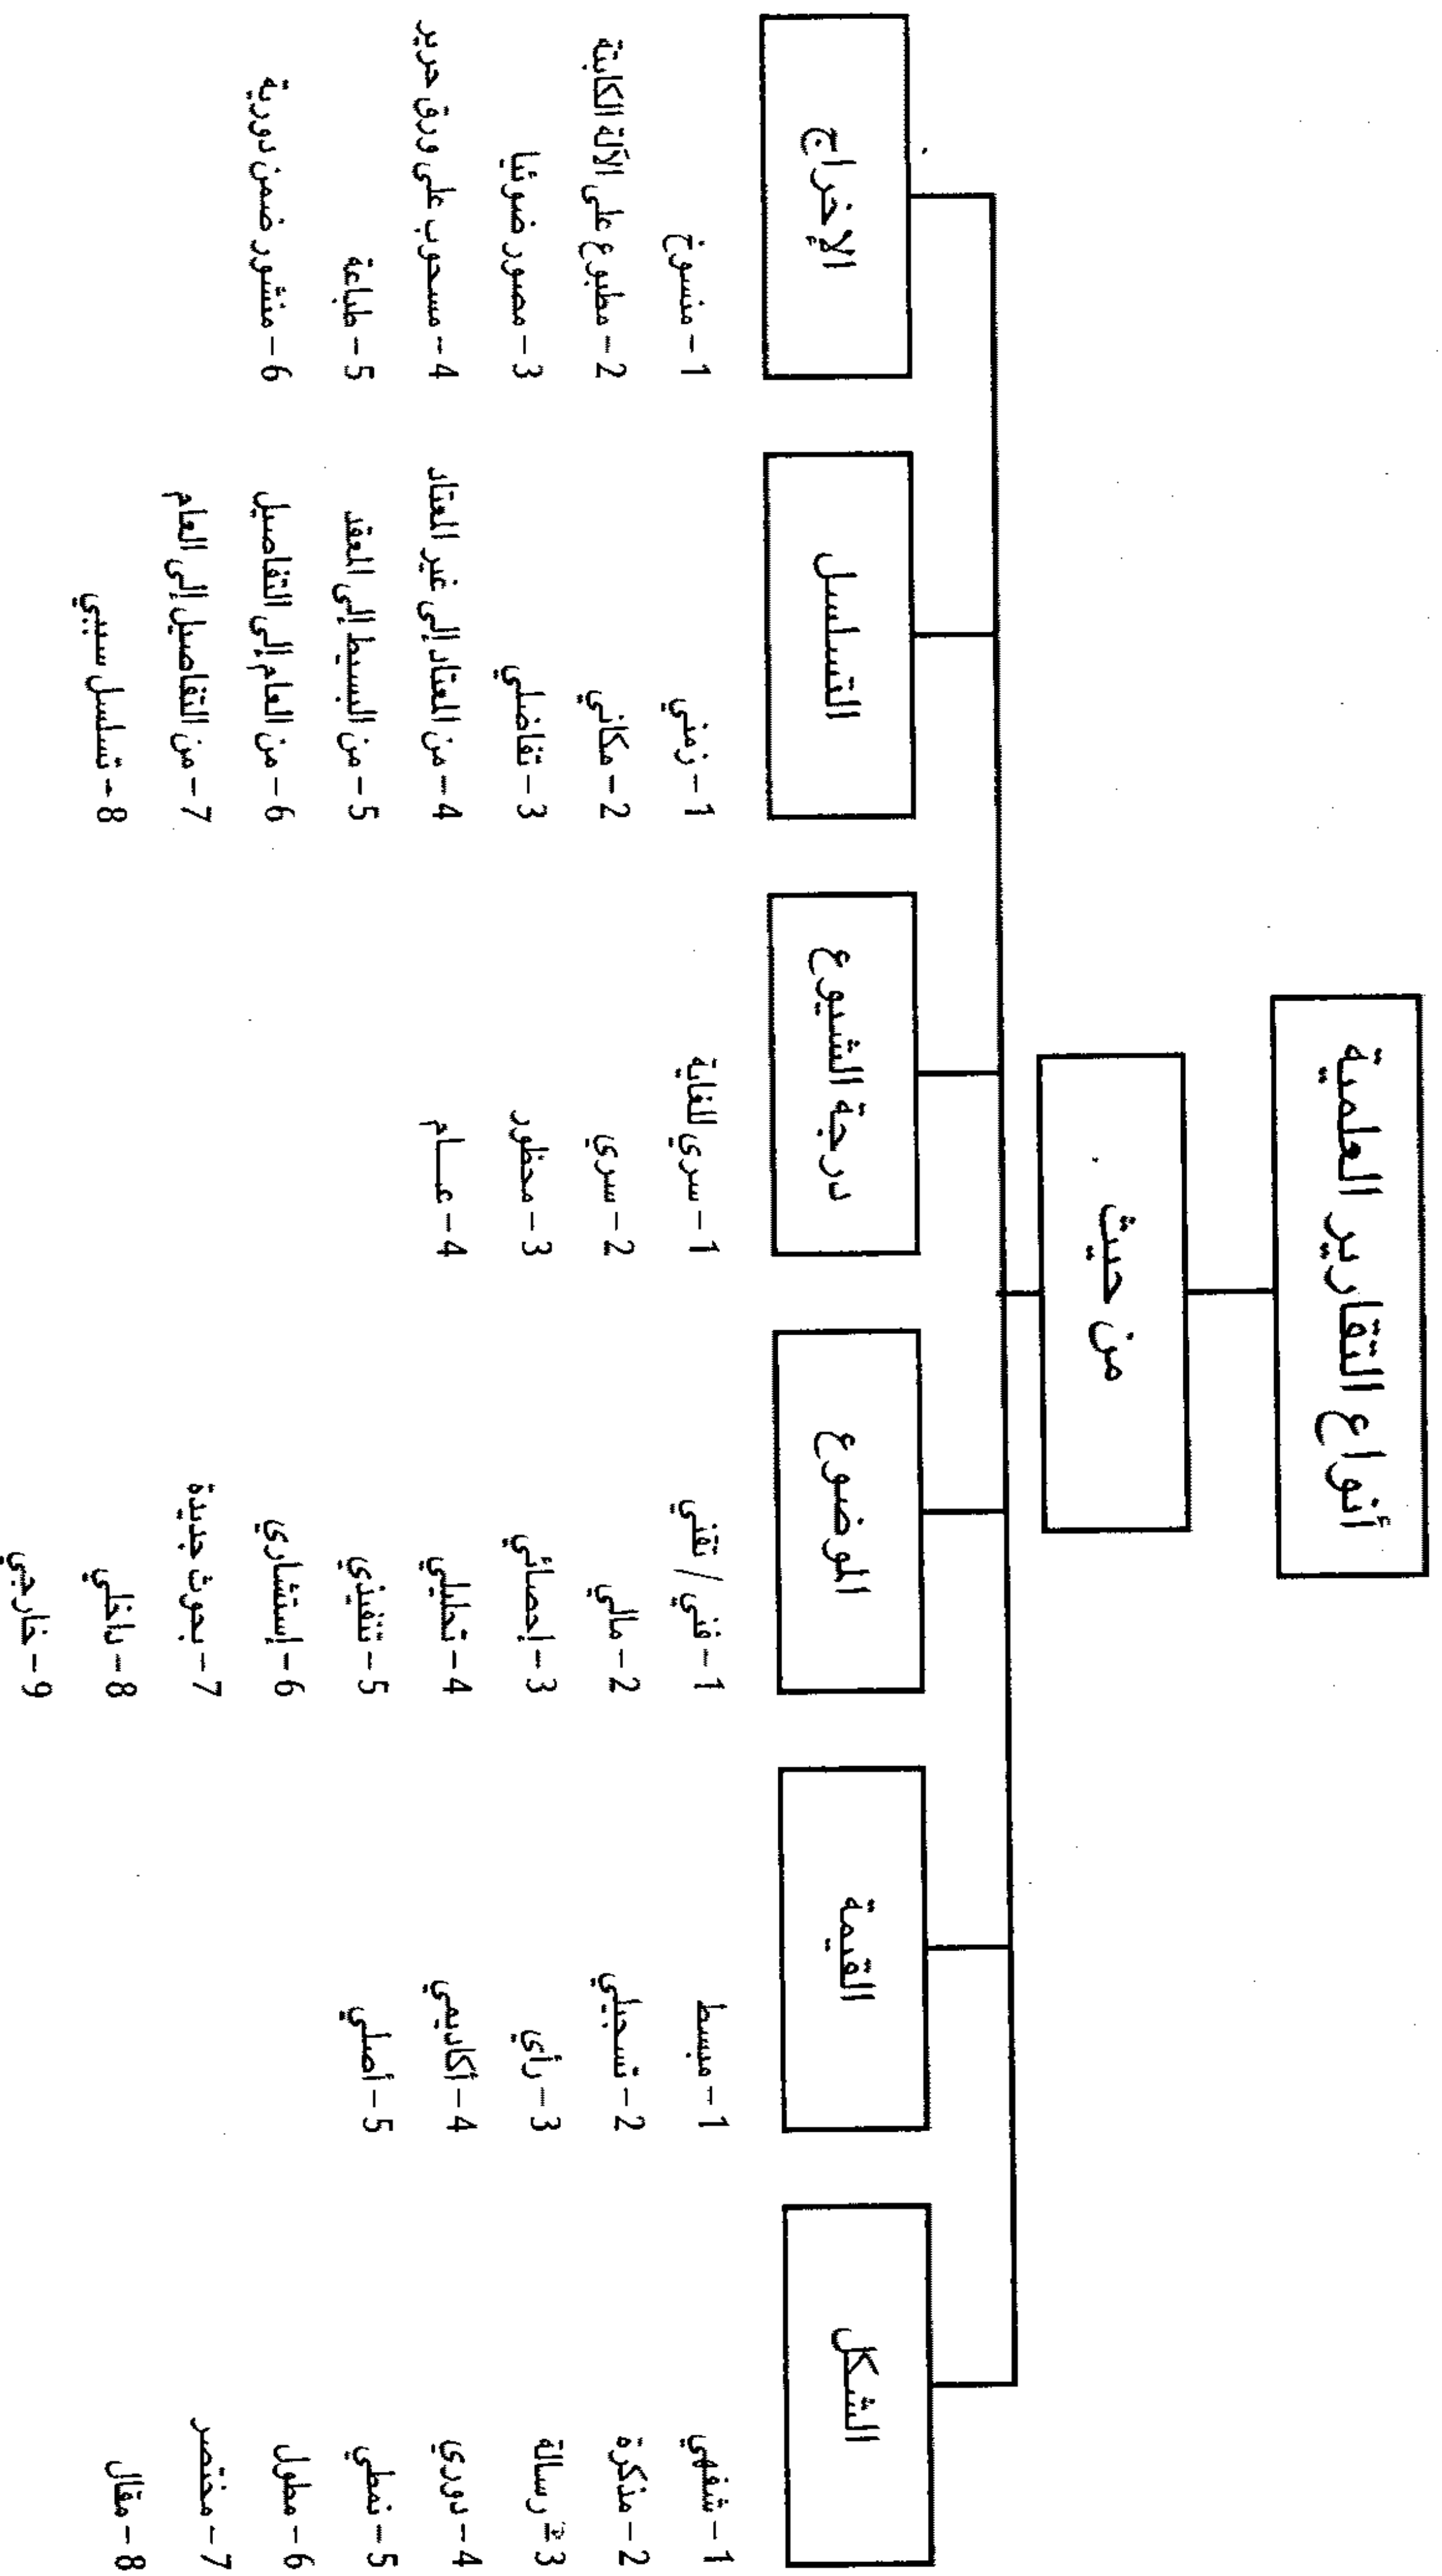 أنواع التقارير العلمية
من حيث
الشكل
1- شفهي
2- مذكرة
3- رسالة
4- دوري
5- نمطي
6- مطول
7- مختصر
8- مقال
القيمة
1- مبسط
2- تسجيلي
3- رأي
4- أكاديمي
5- أصلي
الموضوع
1- فني / تقني
2- مالي
3- إحصائي
4- تحليلي
5- تنفيذي
6- إستشاري
7- بحوث جديدة
8- داخلي
9- خارجي
درجة الشيوع
1- سري للغاية
2- سري
3- محظور
4- عـــام
التسلسل
1- زمني
2- مكاني
3- تفاضلي
4- من المعتاد إلى غير المعتاد
5- من البسيط إلى المعقد
6- من العام إلى التفاصيل
7- من التفاصيل إلى العام
8- تسلسل سببي
الإخراج
1- منسوخ
2- مطبوع على الآلة الكاتبة
3- مصور ضوئيا
4- مسحوب على ورق حرير
5- طباعة
6- منشور ضمن دورية